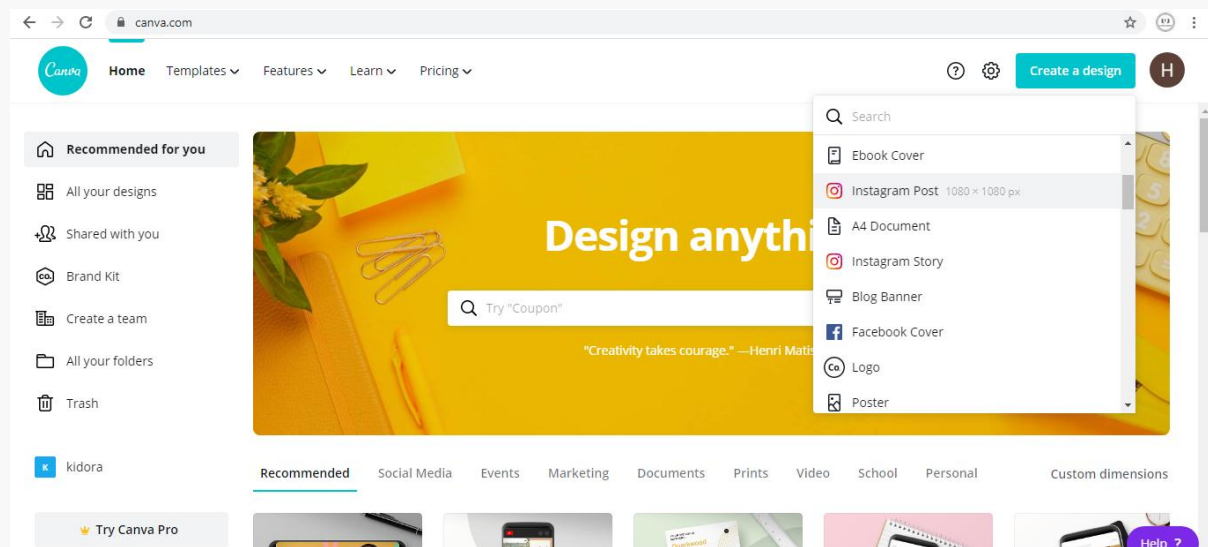 canva.com
Canva
Home Templates Features Learn Pricing
Create a design
H
Search
Ebook Cover
Instagram Post 1080 × 1080 px
A4 Document
Instagram Story
Blog Banner
Facebook Cover
Co. Logo
Poster
Recommended for you
All your designs
Shared with you
CO. Brand Kit
Create a team
All your folders
Trash
K kidora
Try Canva Pro
Design anythi
Try "Coupon"
"Creativity takes courage." —Henri Matis
Recommended Social Media Events Marketing Documents Prints Video School Personal Custom dimensions
Help ?